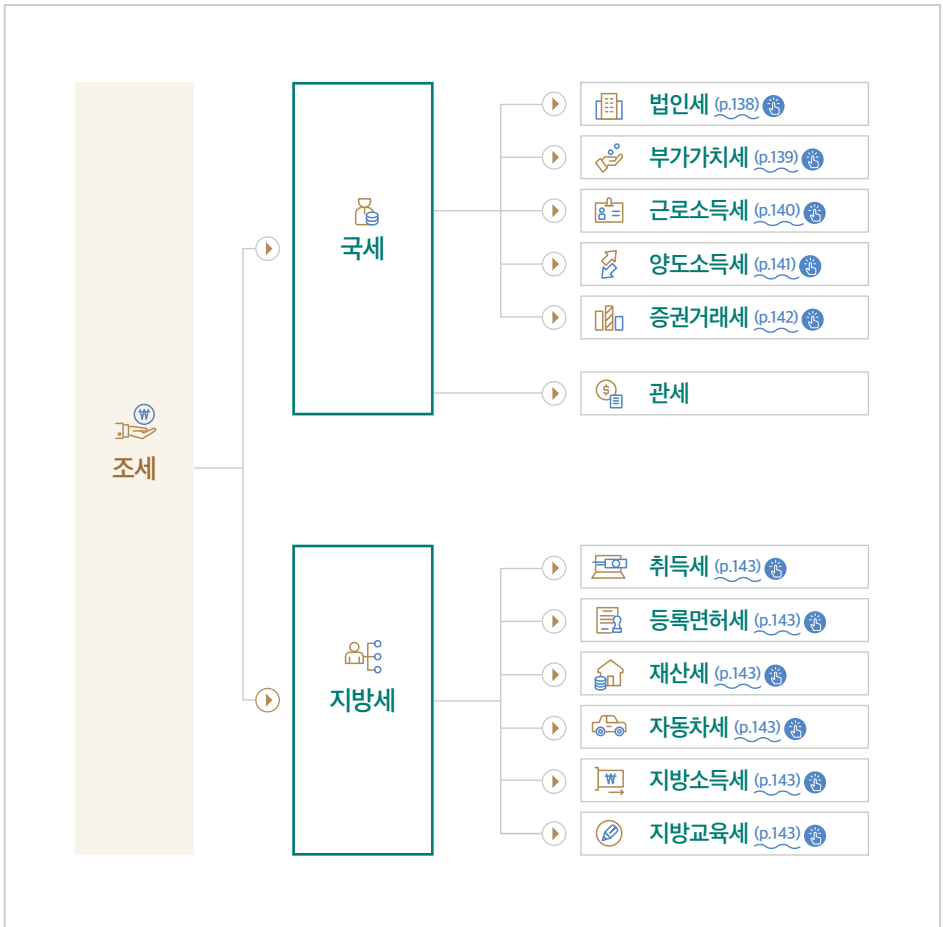 조세
국세
법인세 (p.138)
부가가치세 (p.139)
근로소득세 (p.140)
양도소득세 (p.141)
증권거래세 (p.142)
관세
지방세
취득세 (p.143)
등록면허세 (p.143)
재산세 (p.143)
자동차세 (p.143)
지방소득세 (p.143)
지방교육세 (p.143)